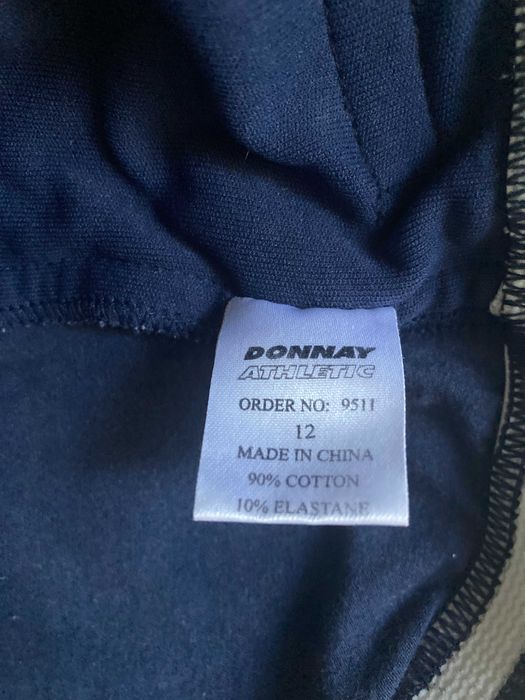 DONNAY
ATHLETIC
ORDER NO: 9511
12
MADE IN CHINA
90% COTTON
10% ELASTANE